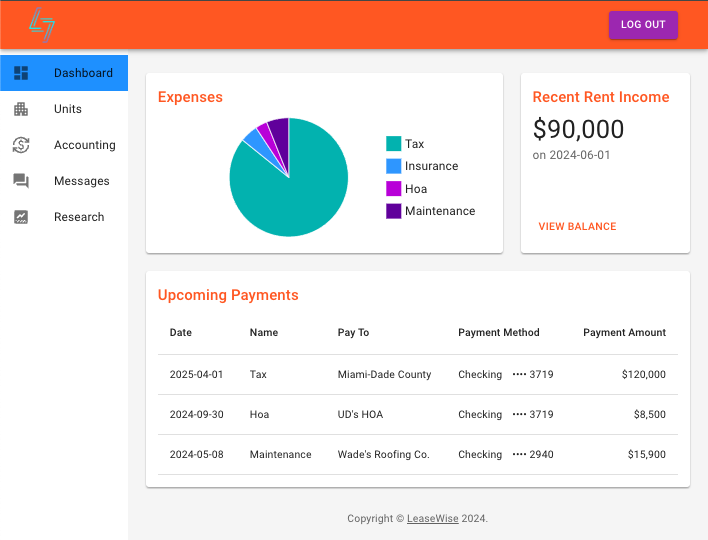 LOG OUT
Dashboard
Units
Accounting
Messages
Research
Expenses
Tax
Insurance
Hoa
Maintenance
Recent Rent Income
$90,000
on 2024-06-01
VIEW BALANCE
Upcoming Payments
Date Name Pay To Payment Method Payment Amount
2025-04-01 Tax Miami-Dade County Checking •••• 3719 $120,000
2024-09-30 Hoa UD's HOA Checking •••• 3719 $8,500
2024-05-08 Maintenance Wade's Roofing Co. Checking •••• 2940 $15,900
Copyright © LeaseWise 2024.